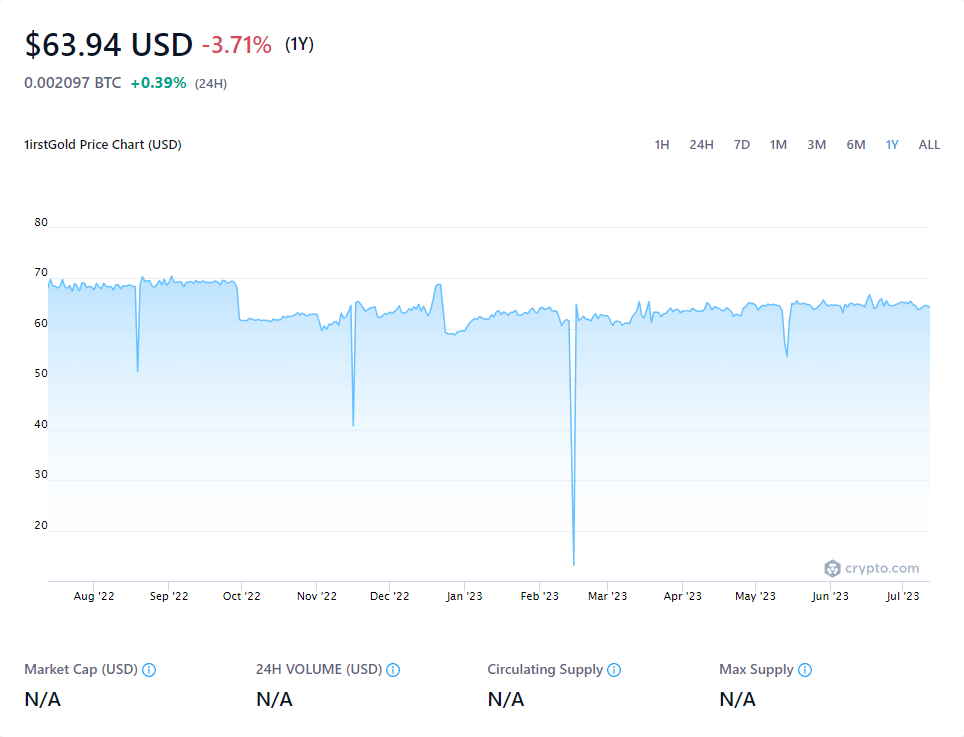 $63.94 USD -3.71% (1Y)
0.002097 BTC +0.39% (24H)
1irstGold Price Chart (USD) 1H 24H 7D 1M 3M 6M 1Y ALL
80
70
60
50
40
30
20
crypto.com
Aug '22 Sep '22 Oct '22 Nov '22 Dec '22 Jan '23 Feb '23 Mar '23 Apr '23 May '23 Jun '23 Jul '23
Market Cap (USD) 24H VOLUME (USD) Circulating Supply Max Supply
N/A N/A N/A N/A